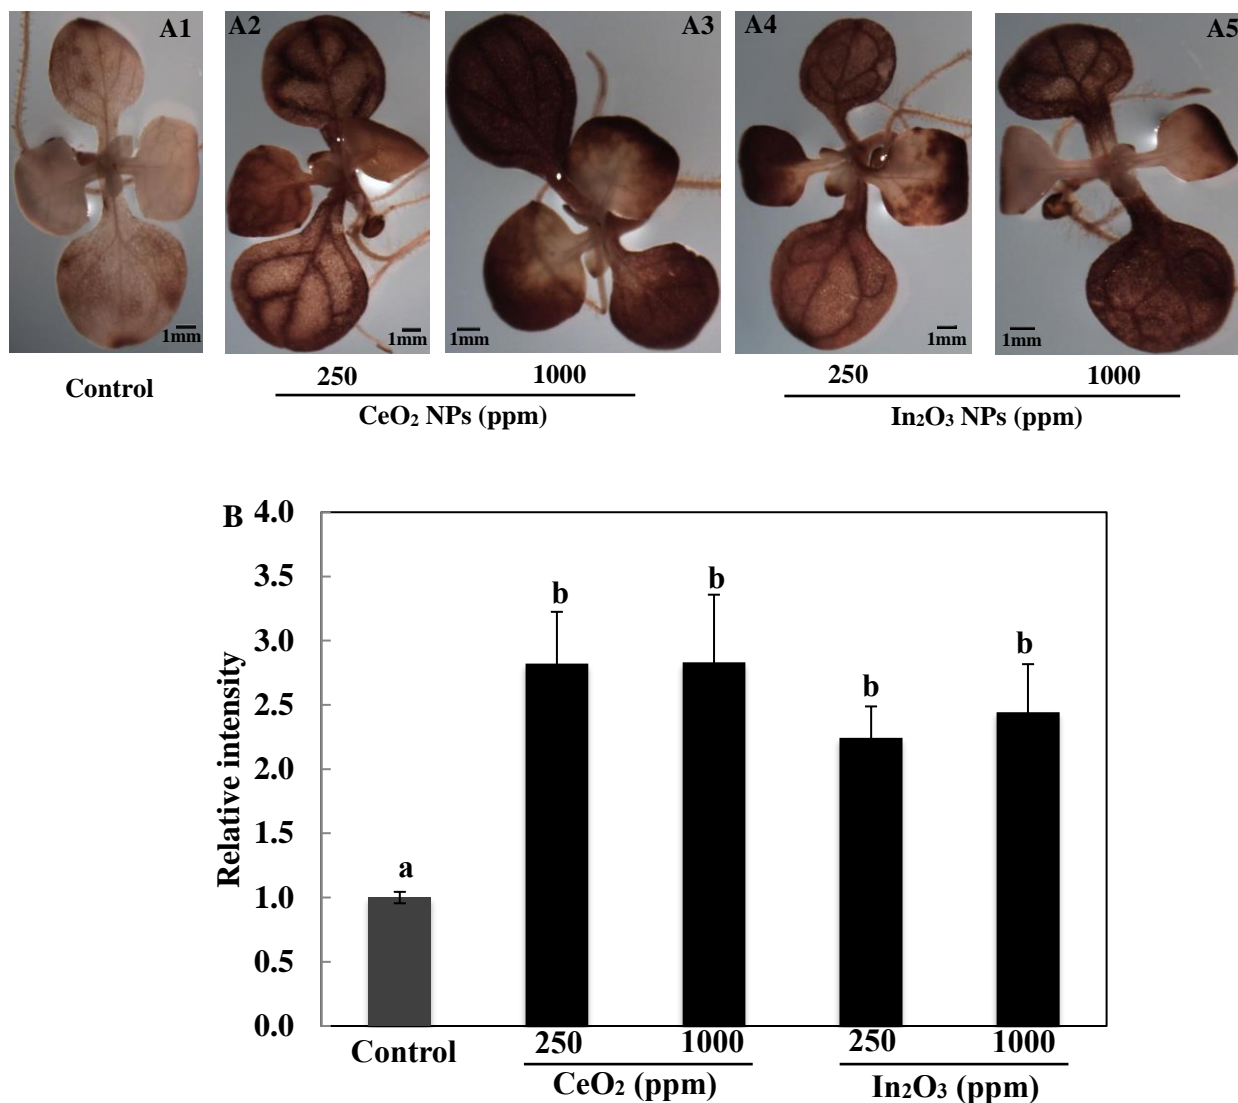 A1 A2 A3 A4 A5
1mm 1mm 1mm 1mm 1mm
Control 250 1000 250 1000
CeO₂ NPs (ppm) In₂O₃ NPs (ppm)
B
4.0
3.5
3.0
2.5
2.0
1.5
1.0
0.5
0.0
Relative intensity
a b b b b
Control 250 1000 250 1000
CeO₂ (ppm) In₂O₃ (ppm)